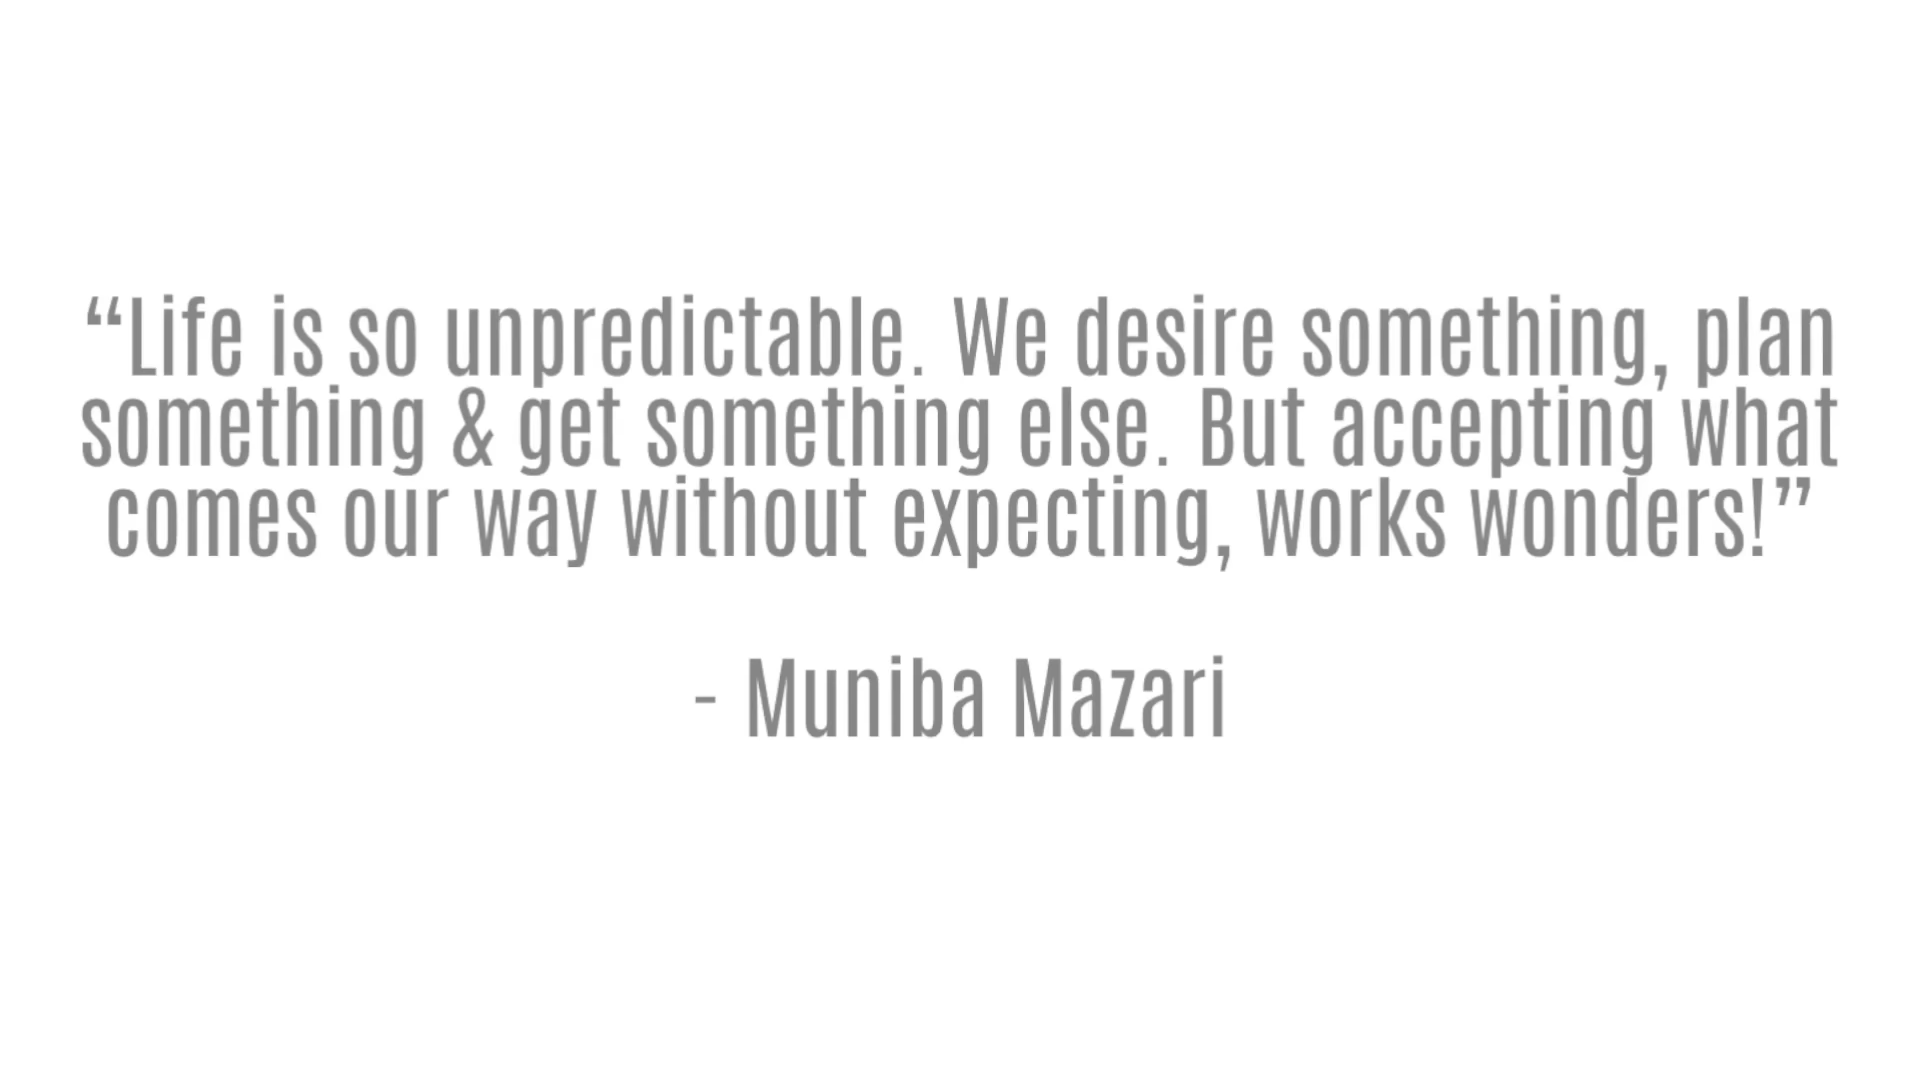 “Life is so unpredictable. We desire something, plan
something & get something else. But accepting what
comes our way without expecting, works wonders!”
- Muniba Mazari